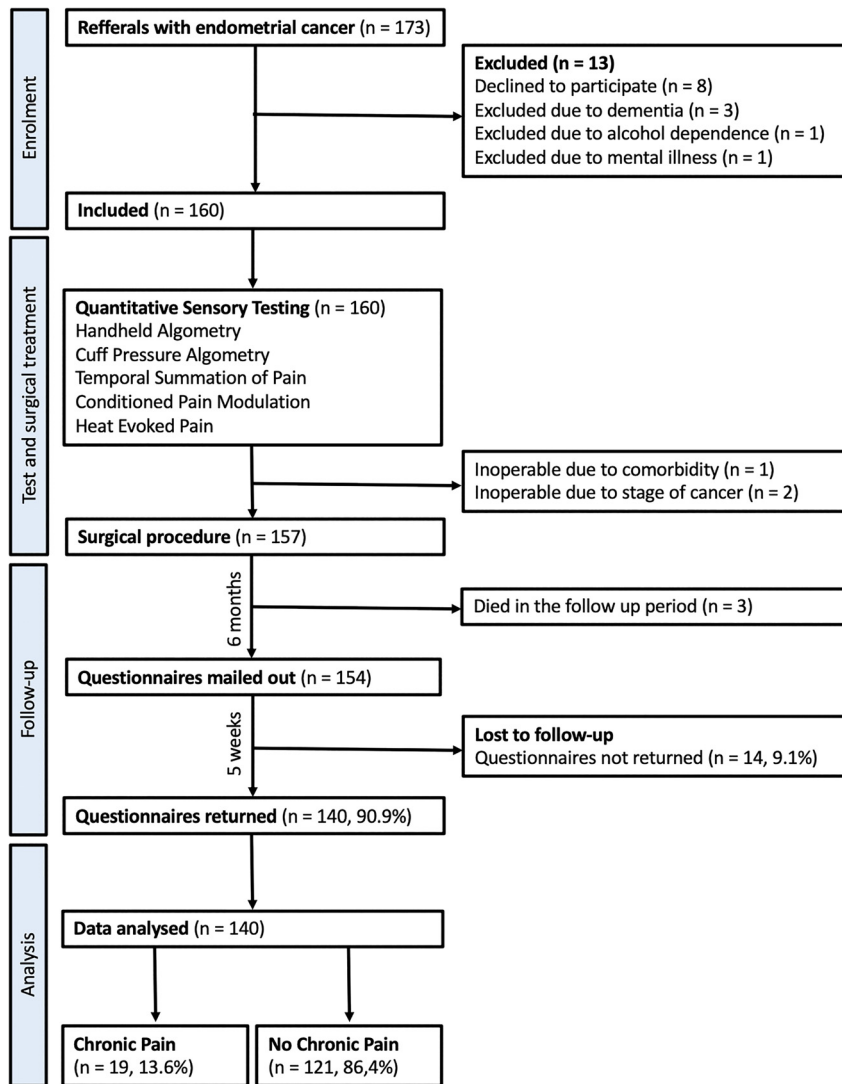 Enrolment
Refferals with endometrial cancer (n = 173)
Excluded (n = 13)
Declined to participate (n = 8)
Excluded due to dementia (n = 3)
Excluded due to alcohol dependence (n = 1)
Excluded due to mental illness (n = 1)
Included (n = 160)
Test and surgical treatment
Quantitative Sensory Testing (n = 160)
Handheld Algometry
Cuff Pressure Algometry
Temporal Summation of Pain
Conditioned Pain Modulation
Heat Evoked Pain
Inoperable due to comorbidity (n = 1)
Inoperable due to stage of cancer (n = 2)
Surgical procedure (n = 157)
Follow-up
6 months
Died in the follow up period (n = 3)
Questionnaires mailed out (n = 154)
5 weeks
Lost to follow-up
Questionnaires not returned (n = 14, 9.1%)
Questionnaires returned (n = 140, 90.9%)
Analysis
Data analysed (n = 140)
Chronic Pain
(n = 19, 13.6%)
No Chronic Pain
(n = 121, 86,4%)